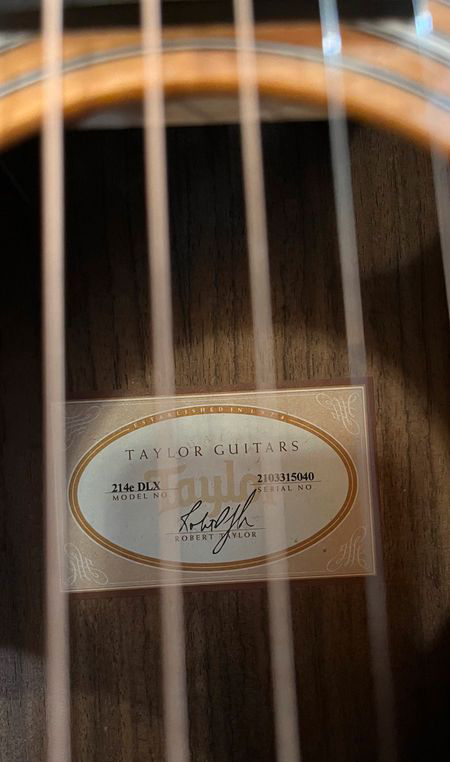 ESTABLISHED IN 1974
TAYLOR GUITARS
Taylor
214e DLX 2103315040
MODEL NO SERIAL NO
ROBERT TAYLOR